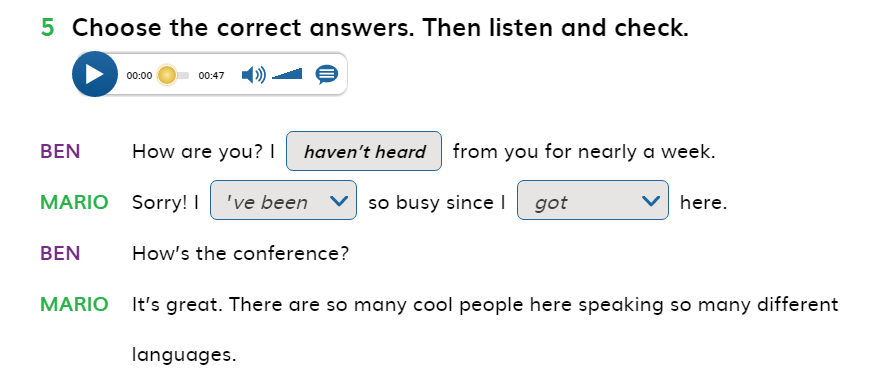 5 Choose the correct answers. Then listen and check.
00:00 00:47
BEN How are you? I haven't heard from you for nearly a week.
MARIO Sorry! I 've been so busy since I got here.
BEN How's the conference?
MARIO It's great. There are so many cool people here speaking so many different
languages.